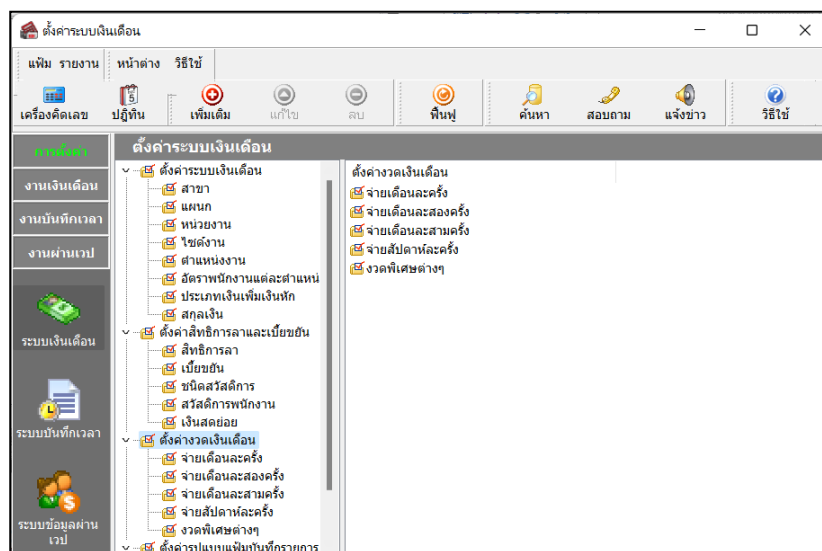 ตั้งค่าระบบเงินเดือน
แฟ้ม รายงาน หน้าต่าง วิธีใช้
เครื่องคิดเลข ปฏิทิน เพิ่มเติม แก้ไข ลบ ฟื้นฟู ค้นหา สอบถาม แจ้งข่าว วิธีใช้
การตั้งค่า
งานเงินเดือน
งานบันทึกเวลา
งานผ่านเวป
ระบบเงินเดือน
ระบบบันทึกเวลา
ระบบข้อมูลผ่าน
เวป
ตั้งค่าระบบเงินเดือน
ตั้งค่าระบบเงินเดือน
สาขา
แผนก
หน่วยงาน
ไซด์งาน
ตำแหน่งงาน
อัตราพนักงานแต่ละตำแหน่
ประเภทเงินเพิ่มเงินหัก
สกุลเงิน
ตั้งค่าสิทธิการลาและเบี้ยขยัน
สิทธิการลา
เบี้ยขยัน
ชนิดสวัสดิการ
สวัสดิการพนักงาน
เงินสดย่อย
ตั้งค่างวดเงินเดือน
จ่ายเดือนละครั้ง
จ่ายเดือนละสองครั้ง
จ่ายเดือนละสามครั้ง
จ่ายสัปดาห์ละครั้ง
งวดพิเศษต่างๆ
ตั้งค่ารูปแบบแฟ้มบันทึกรายการ
ตั้งค่างวดเงินเดือน
จ่ายเดือนละครั้ง
จ่ายเดือนละสองครั้ง
จ่ายเดือนละสามครั้ง
จ่ายสัปดาห์ละครั้ง
งวดพิเศษต่างๆ